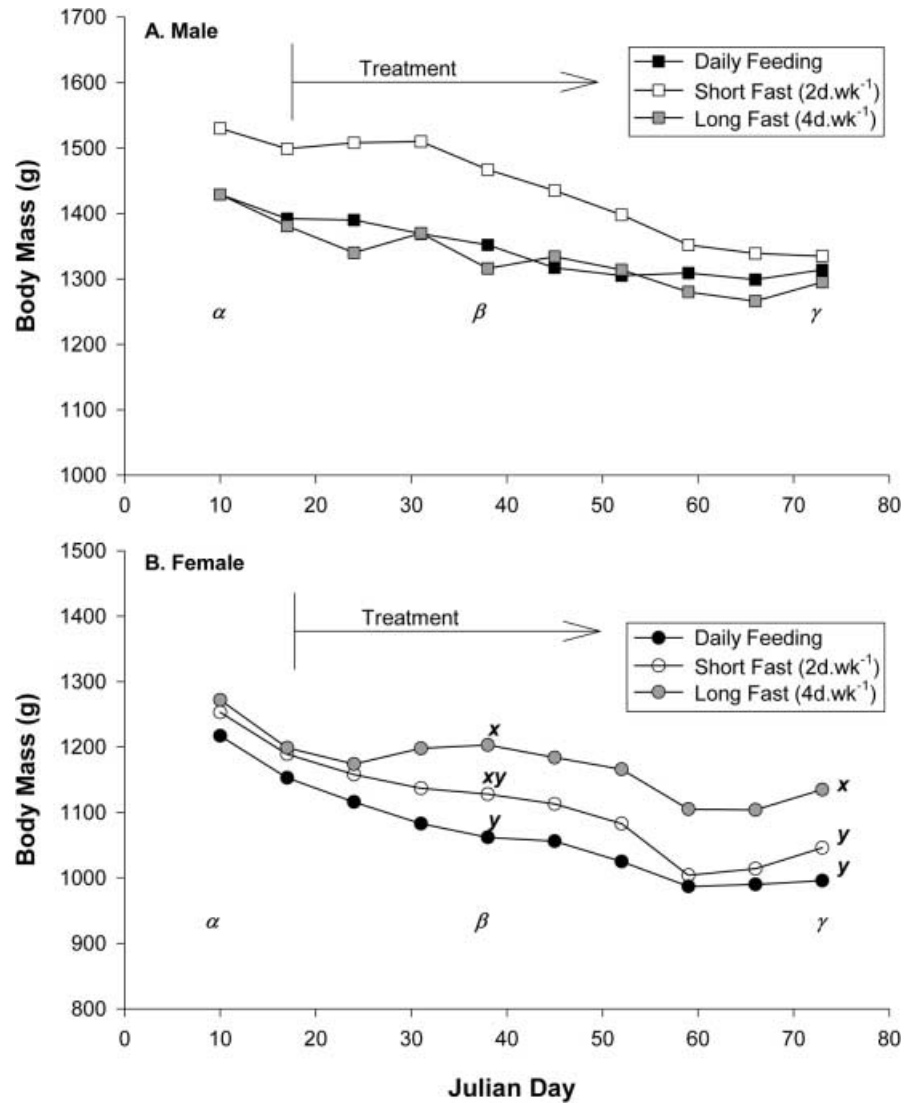 1700
A. Male
1600
Treatment
Daily Feeding
Short Fast (2d.wk-1)
Long Fast (4d.wk-1)
1500
1400
1300
α
β
γ
1200
1100
1000
Body Mass (g)
0 10 20 30 40 50 60 70 80
1500
B. Female
1400
Treatment
Daily Feeding
Short Fast (2d.wk-1)
Long Fast (4d.wk-1)
1300
1200
x
xy
x
1100
y
y
1000
y
900
α
β
γ
800
Body Mass (g)
0 10 20 30 40 50 60 70 80
Julian Day